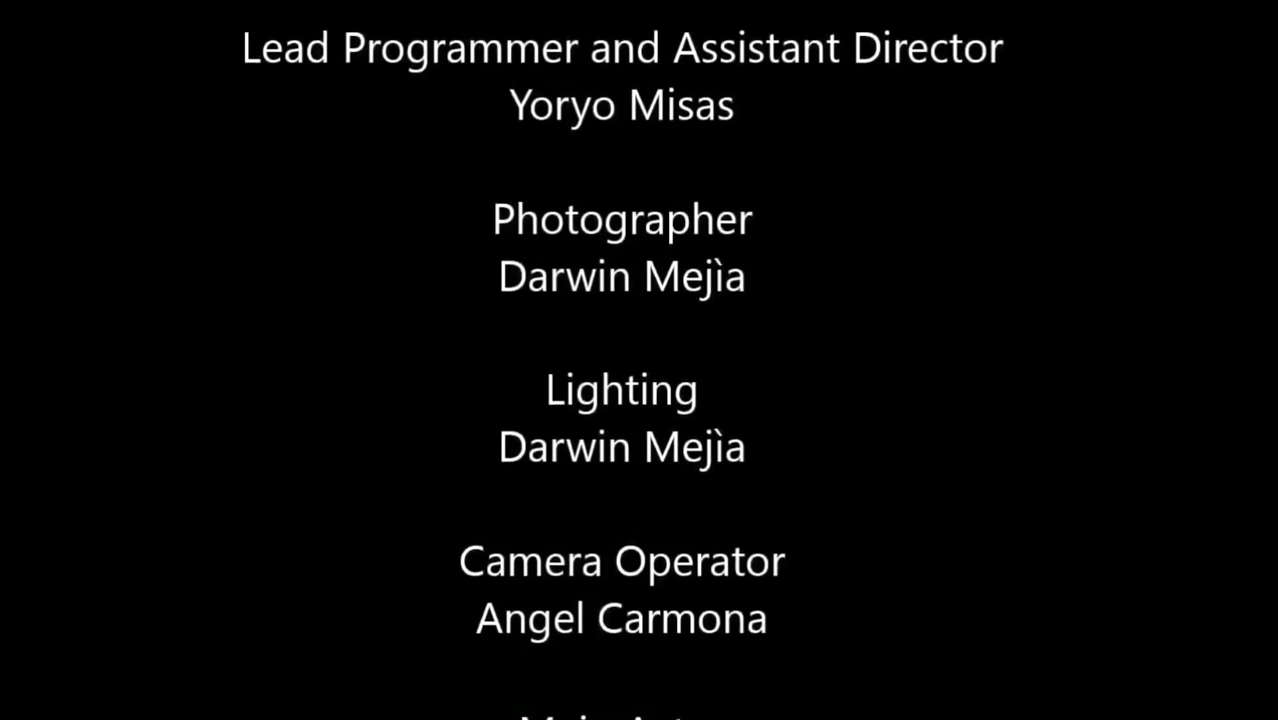 Lead Programmer and Assistant Director
Yoryo Misas
Photographer
Darwin Mejìa
Lighting
Darwin Mejìa
Camera Operator
Angel Carmona